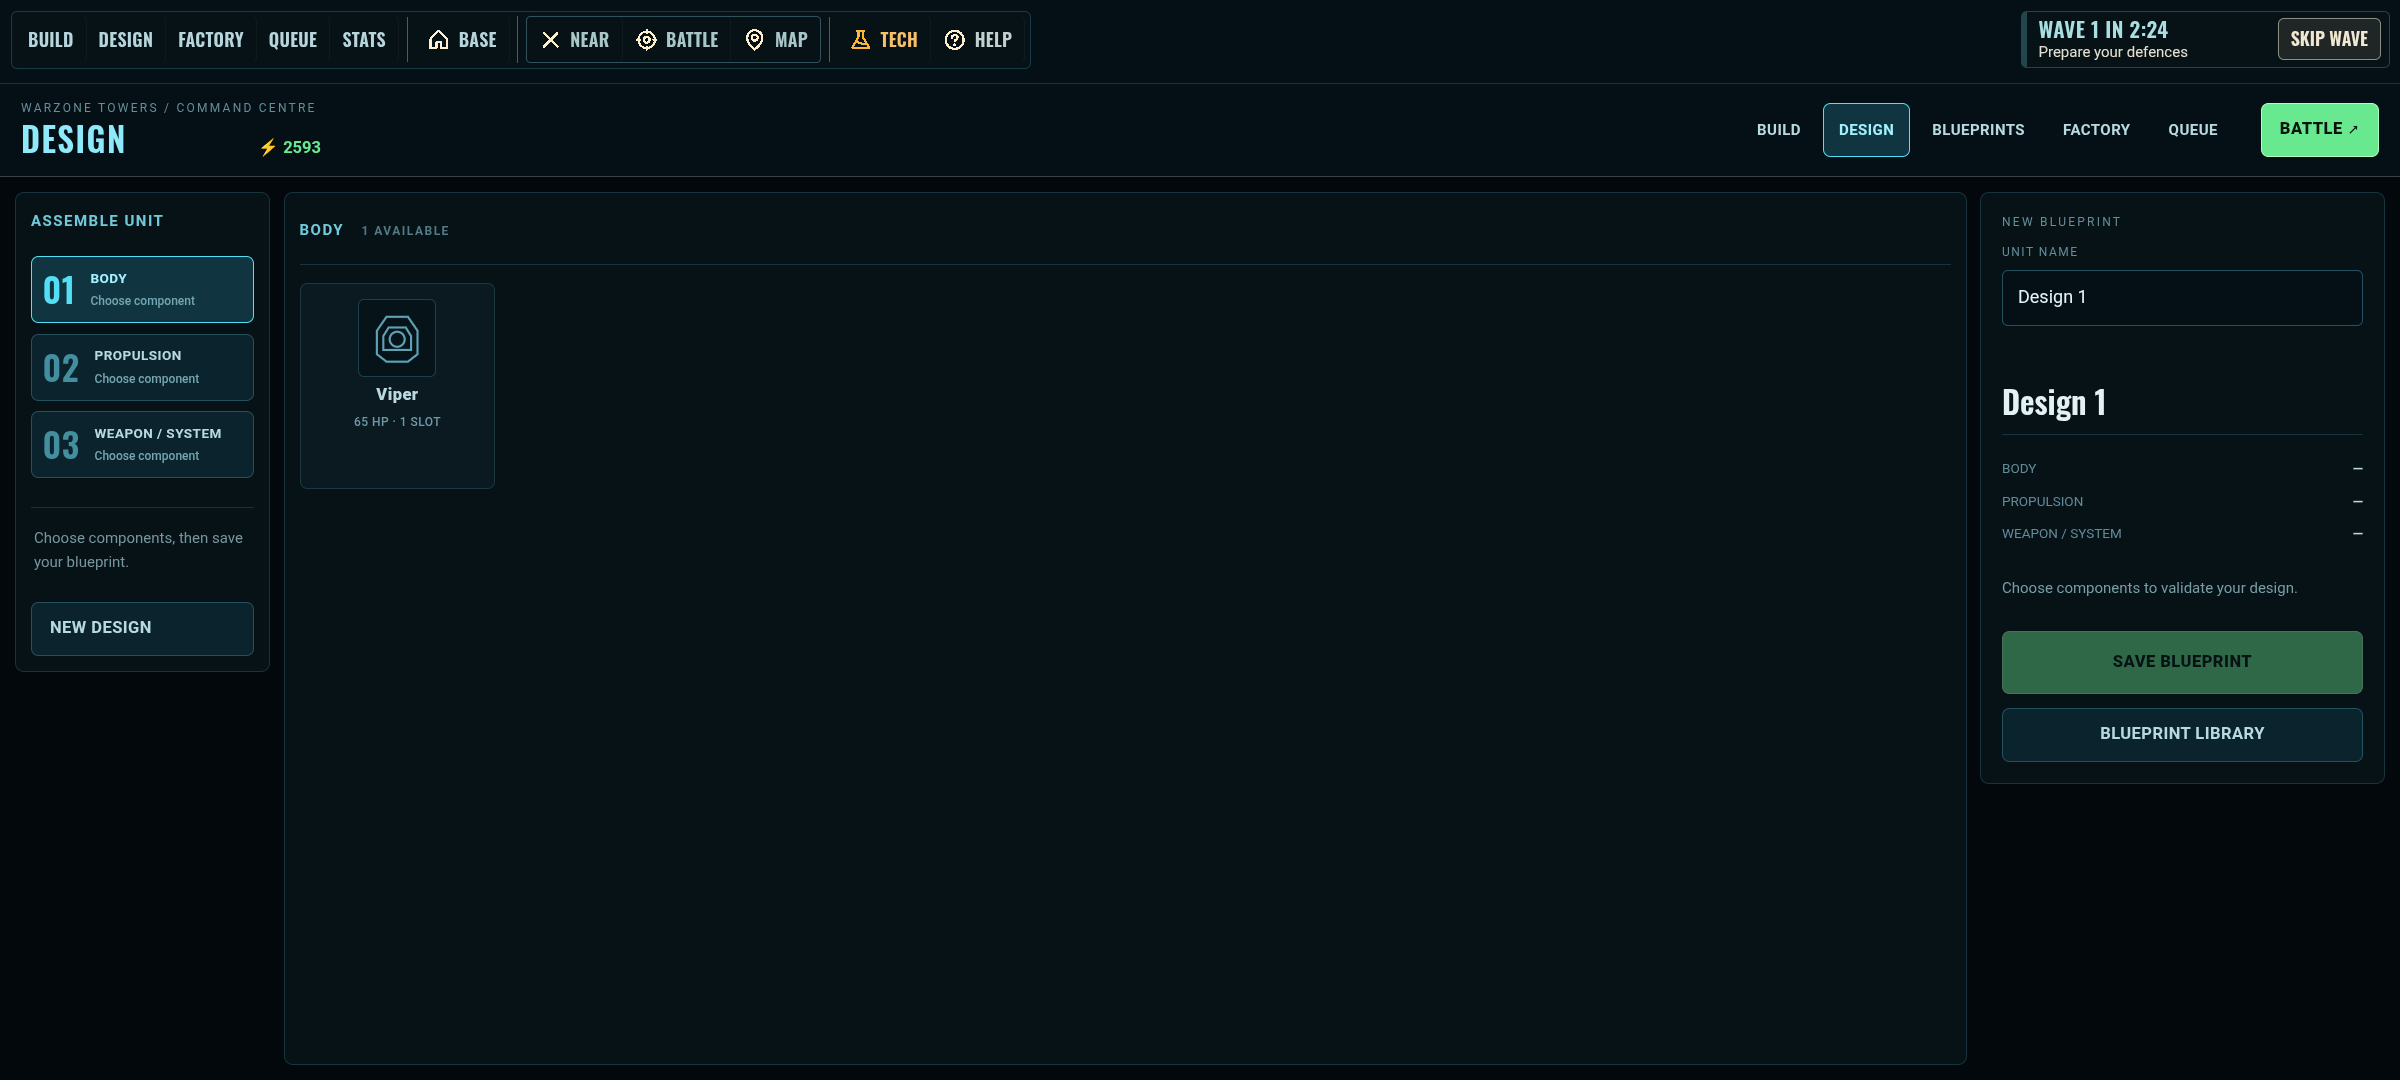 BUILD DESIGN FACTORY QUEUE STATS BASE NEAR BATTLE MAP TECH HELP
WAVE 1 IN 2:24
Prepare your defences
SKIP WAVE
WARZONE TOWERS / COMMAND CENTRE
DESIGN
⚡ 2593
BUILD DESIGN BLUEPRINTS FACTORY QUEUE BATTLE ↗
ASSEMBLE UNIT
01 BODY
Choose component
02 PROPULSION
Choose component
03 WEAPON / SYSTEM
Choose component
Choose components, then save
your blueprint.
NEW DESIGN
BODY 1 AVAILABLE
Viper
65 HP · 1 SLOT
NEW BLUEPRINT
UNIT NAME
Design 1
Design 1
BODY –
PROPULSION –
WEAPON / SYSTEM –
Choose components to validate your design.
SAVE BLUEPRINT
BLUEPRINT LIBRARY